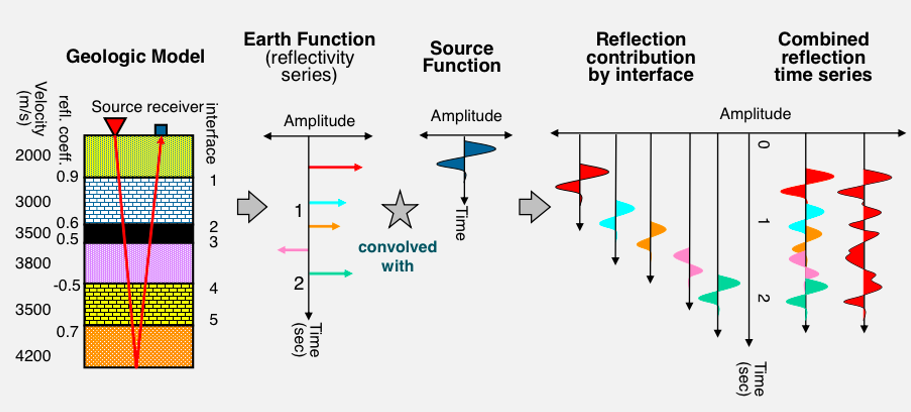 Geologic Model
Velocity
(m/s)
refl. coeff.
Source receiver
interface
2000
0.9
1
3000
0.6
2
3500
0.5
3
3800
-0.5
4
3500
5
0.7
4200
Earth Function
(reflectivity
series)
Amplitude
1
2
Time
(sec)
convolved
with
Source
Function
Amplitude
Time
Reflection
contribution
by interface
Combined
reflection
time series
Amplitude
0
1
2
Time
(sec)